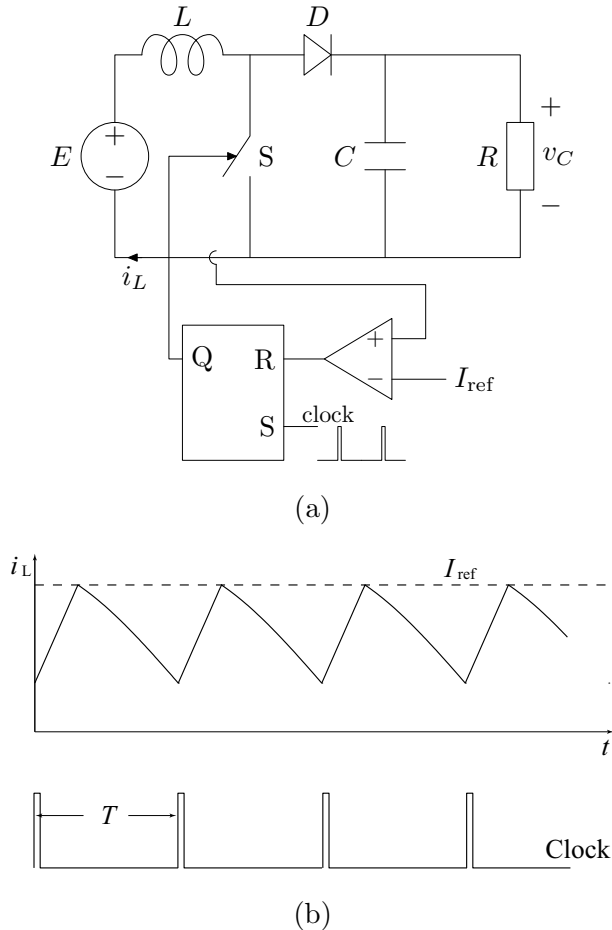 L
D
E
+
−
S
C
R
+
v_C
−
i_L
Q
R
+
−
I_ref
S
clock
(a)
i_L
I_ref
t
T
Clock
(b)